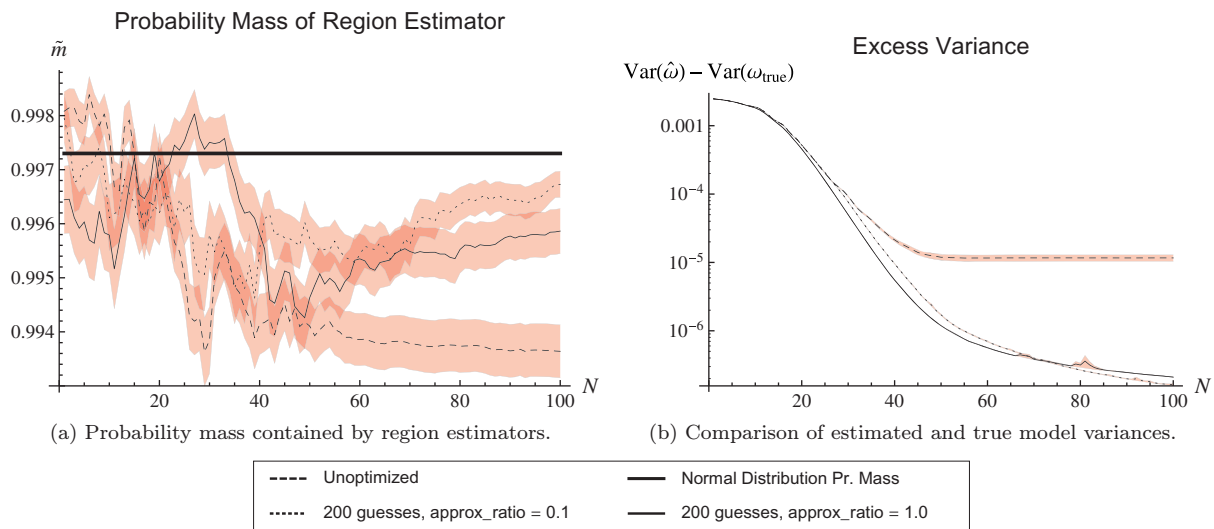 Probability Mass of Region Estimator
m̃
0.998
0.997
0.996
0.995
0.994
20
40
60
80
100
N
(a) Probability mass contained by region estimators.
Excess Variance
Var(ω̂) − Var(ω_true)
0.001
10⁻⁴
10⁻⁵
10⁻⁶
20
40
60
80
100
N
(b) Comparison of estimated and true model variances.
Unoptimized
Normal Distribution Pr. Mass
200 guesses, approx_ratio = 0.1
200 guesses, approx_ratio = 1.0